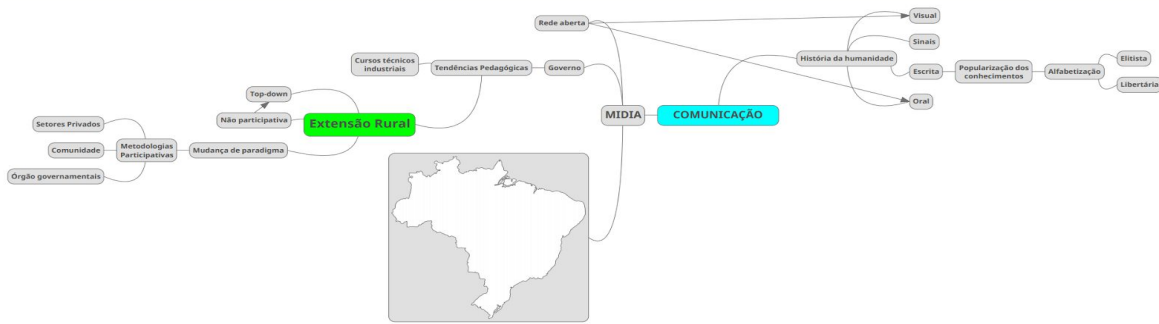 Rede aberta
Visual
Sinais
História da humanidade
Escrita
Popularização dos
conhecimentos
Alfabetização
Elitista
Libertária
Oral
Cursos técnicos
industriais
Tendências Pedagógicas
Governo
MIDIA
COMUNICAÇÃO
Top-down
Não participativa
Extensão Rural
Setores Privados
Comunidade
Metodologias
Participativas
Mudança de paradigma
Órgão governamentais